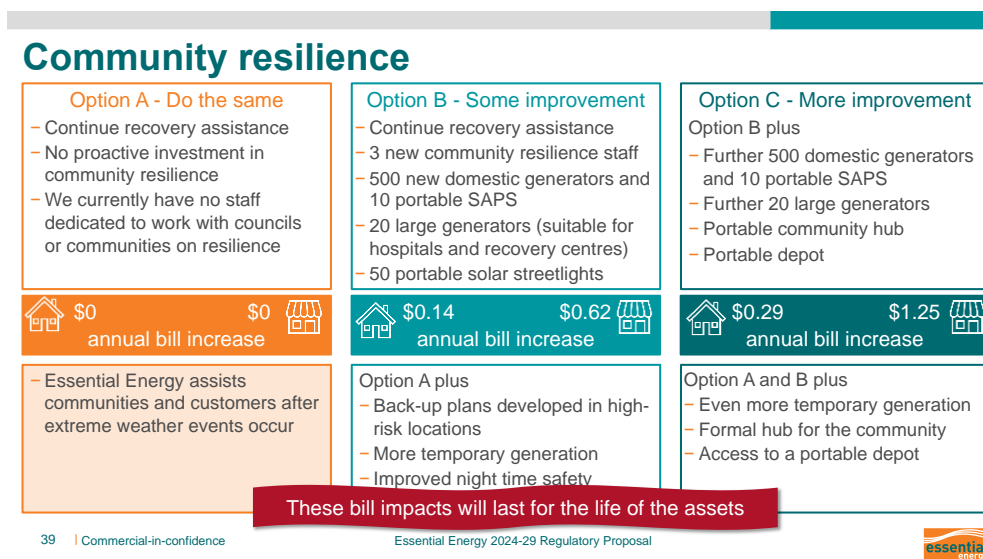 Community resilience
Option A - Do the same
– Continue recovery assistance
– No proactive investment in
community resilience
– We currently have no staff
dedicated to work with councils
or communities on resilience
$0 $0
annual bill increase
– Essential Energy assists
communities and customers after
extreme weather events occur
Option B - Some improvement
– Continue recovery assistance
– 3 new community resilience staff
– 500 new domestic generators and
10 portable SAPS
– 20 large generators (suitable for
hospitals and recovery centres)
– 50 portable solar streetlights
$0.14 $0.62
annual bill increase
Option A plus
– Back-up plans developed in high-
risk locations
– More temporary generation
– Improved night time safety
Option C - More improvement
Option B plus
– Further 500 domestic generators
and 10 portable SAPS
– Further 20 large generators
– Portable community hub
– Portable depot
$0.29 $1.25
annual bill increase
Option A and B plus
– Even more temporary generation
– Formal hub for the community
– Access to a portable depot
These bill impacts will last for the life of the assets
39 | Commercial-in-confidence
Essential Energy 2024-29 Regulatory Proposal
essential
energy